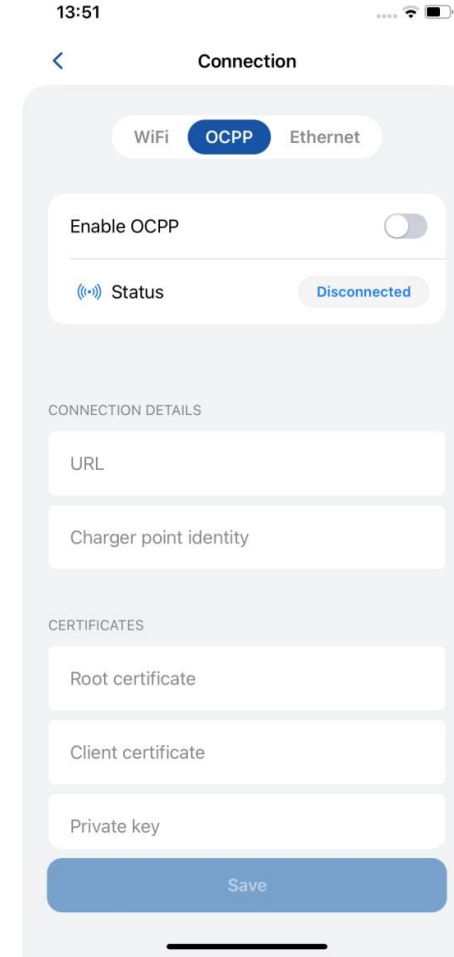 13:51
Connection
WiFi OCPP Ethernet
Enable OCPP
Status Disconnected
CONNECTION DETAILS
URL
Charger point identity
CERTIFICATES
Root certificate
Client certificate
Private key
Save